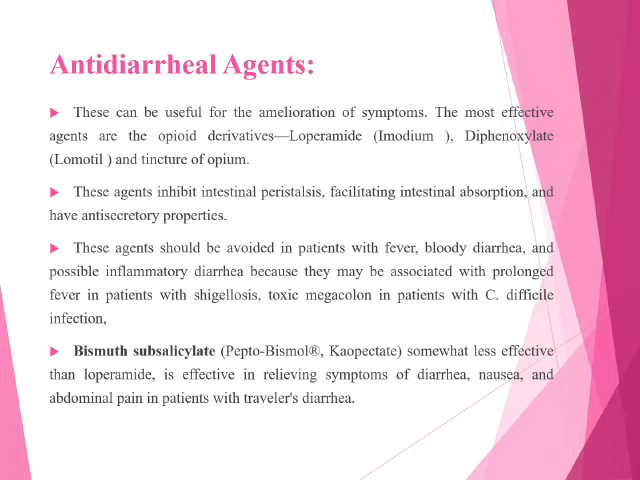 Antidiarrheal Agents:
These can be useful for the amelioration of symptoms. The most effective
agents are the opioid derivatives—Loperamide (Imodium ), Diphenoxylate
(Lomotil ) and tincture of opium.
These agents inhibit intestinal peristalsis, facilitating intestinal absorption, and
have antisecretory properties.
These agents should be avoided in patients with fever, bloody diarrhea, and
possible inflammatory diarrhea because they may be associated with prolonged
fever in patients with shigellosis, toxic megacolon in patients with C. difficile
infection,
Bismuth subsalicylate (Pepto-Bismol®, Kaopectate) somewhat less effective
than loperamide, is effective in relieving symptoms of diarrhea, nausea, and
abdominal pain in patients with traveler's diarrhea.